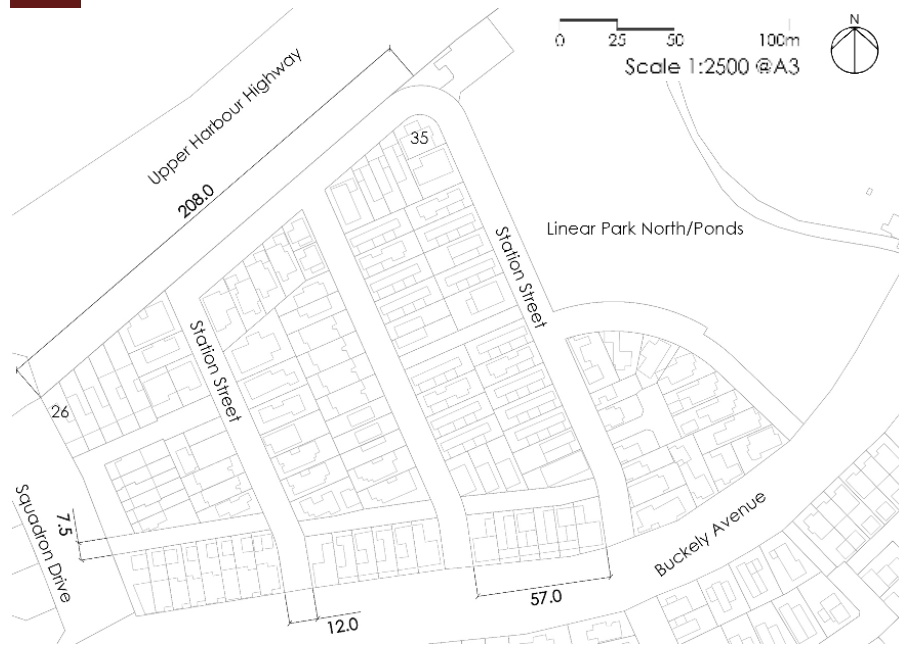 N
0 25 50 100m
Scale 1:2500 @A3
Upper Harbour Highway
35
208.0
Linear Park North/Ponds
Station Street
Station Street
26
Squadron Drive
7.5
Buckely Avenue
57.0
12.0